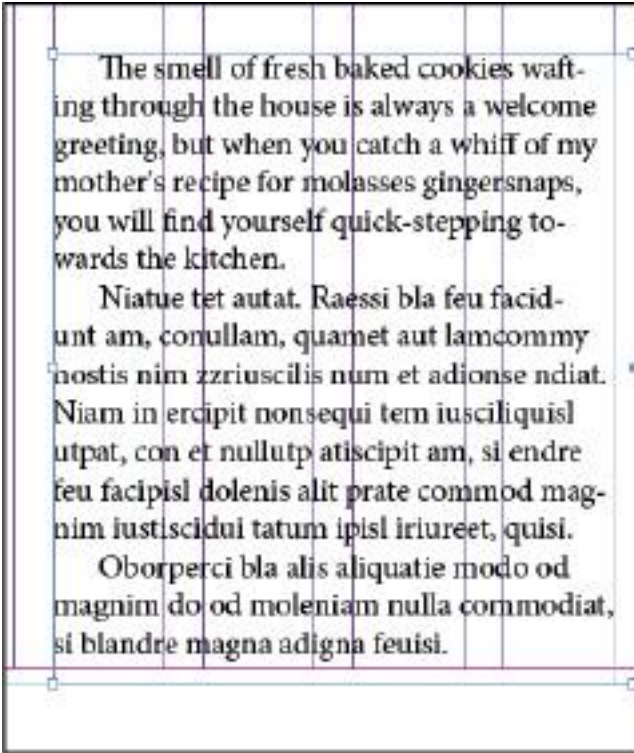 The smell of fresh baked cookies waft-
ing through the house is always a welcome
greeting, but when you catch a whiff of my
mother's recipe for molasses gingersnaps,
you will find yourself quick-stepping to-
wards the kitchen.
Niatue tet autat. Raessi bla feu facid-
unt am, conullam, quamet aut lamcommy
nostis nim zzriuscilis num et adionse ndiat.
Niam in ercipit nonsequi tem iusciliquisl
utpat, con et nullutp atiscipit am, si endre
feu facipisl dolenis alit prate commod mag-
nim iustiscidui tatum ipisl iriureet, quisi.
Oborperci bla alis aliquatie modo od
magnim do od moleniam nulla commodiat,
si blandre magna adigna feuisi.